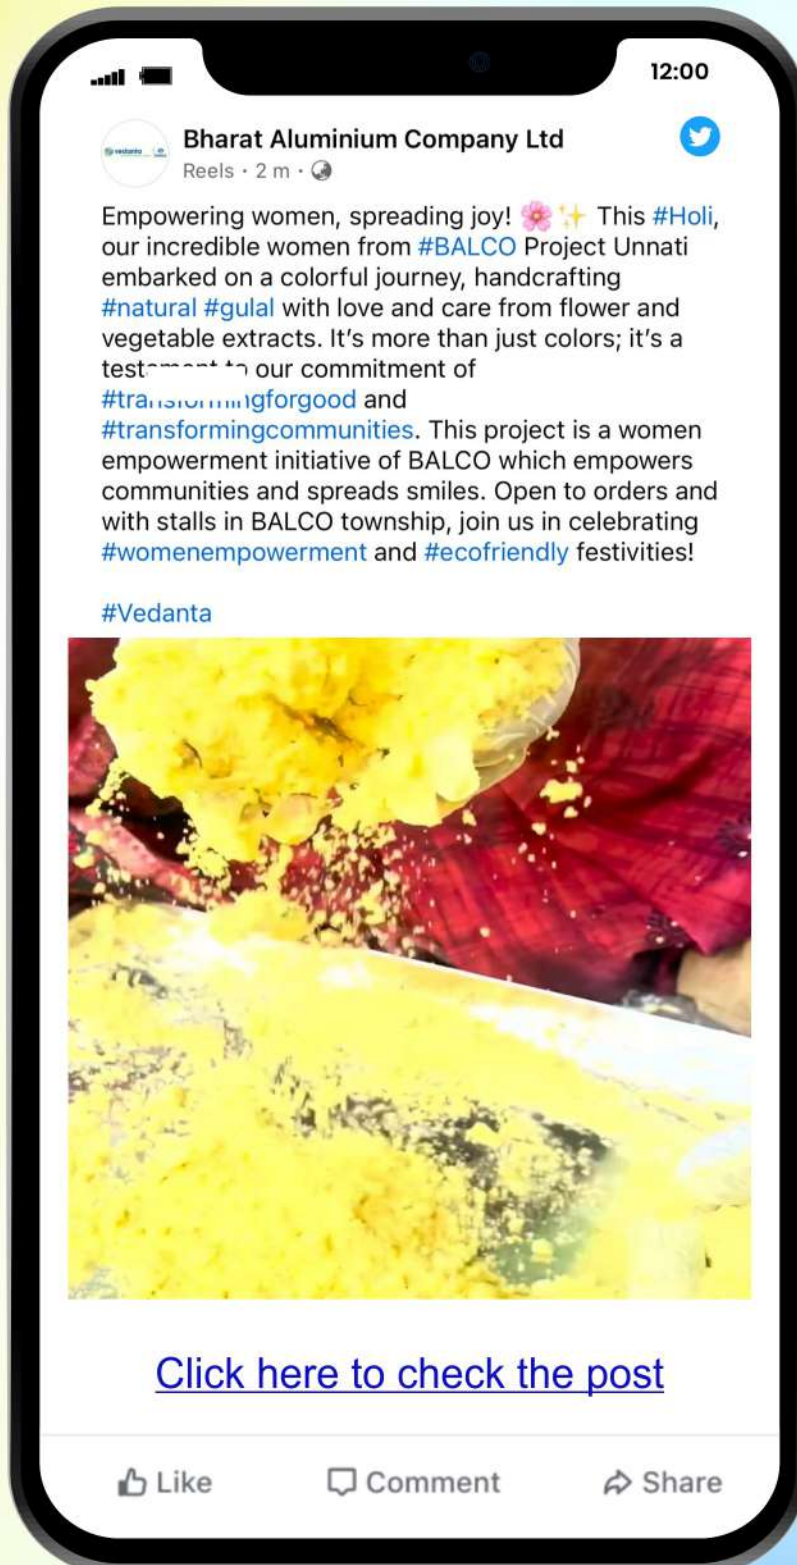 12:00
vedanta
Bharat Aluminium Company Ltd
Reels · 2 m ·
Empowering women, spreading joy! 🌸✨ This #Holi,
our incredible women from #BALCO Project Unnati
embarked on a colorful journey, handcrafting
#natural #gulal with love and care from flower and
vegetable extracts. It's more than just colors; it's a
testament to our commitment of
#transformingforgood and
#transformingcommunities. This project is a women
empowerment initiative of BALCO which empowers
communities and spreads smiles. Open to orders and
with stalls in BALCO township, join us in celebrating
#womenempowerment and #ecofriendly festivities!
#Vedanta
Click here to check the post
Like Comment Share